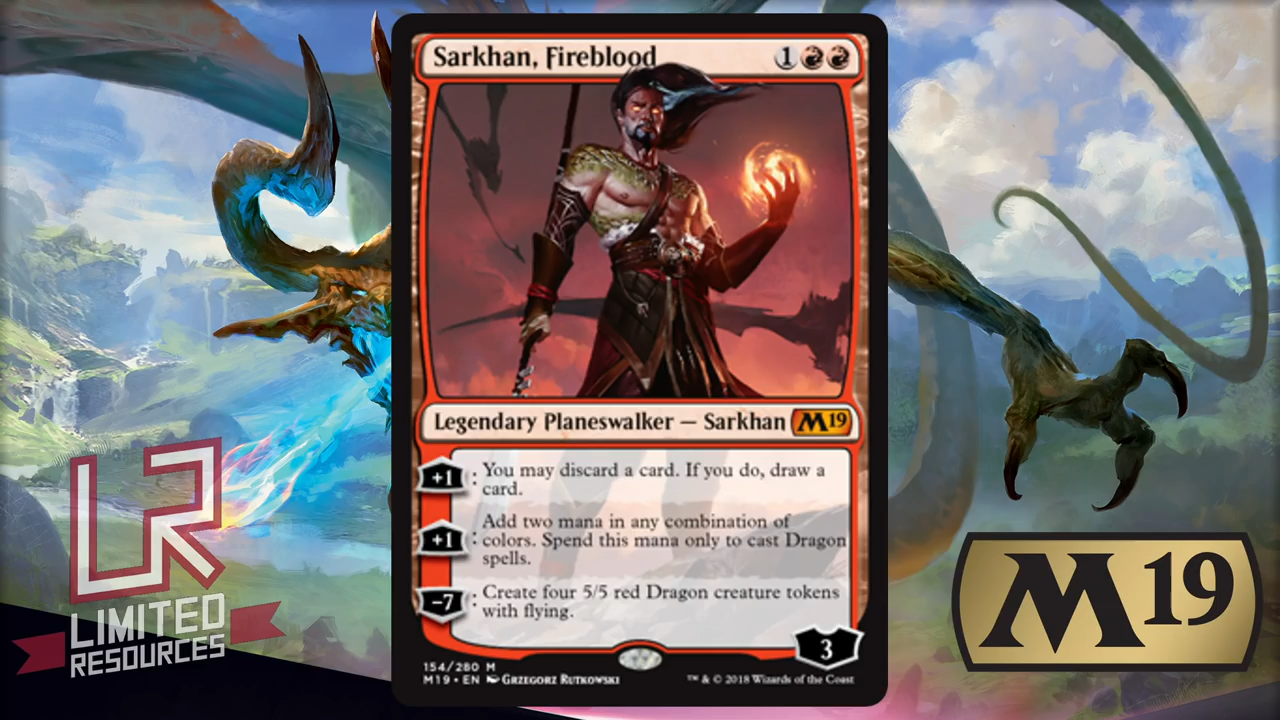 Sarkhan, Fireblood 1
Legendary Planeswalker — Sarkhan M19
+1: You may discard a card. If you do, draw a
card.
+1: Add two mana in any combination of
colors. Spend this mana only to cast Dragon
spells.
−7: Create four 5/5 red Dragon creature tokens
with flying.
3
154/280 M
M19 • EN Grzegorz Rutkowski ™ & © 2018 Wizards of the Coast
LR
LIMITED
RESOURCES
M19